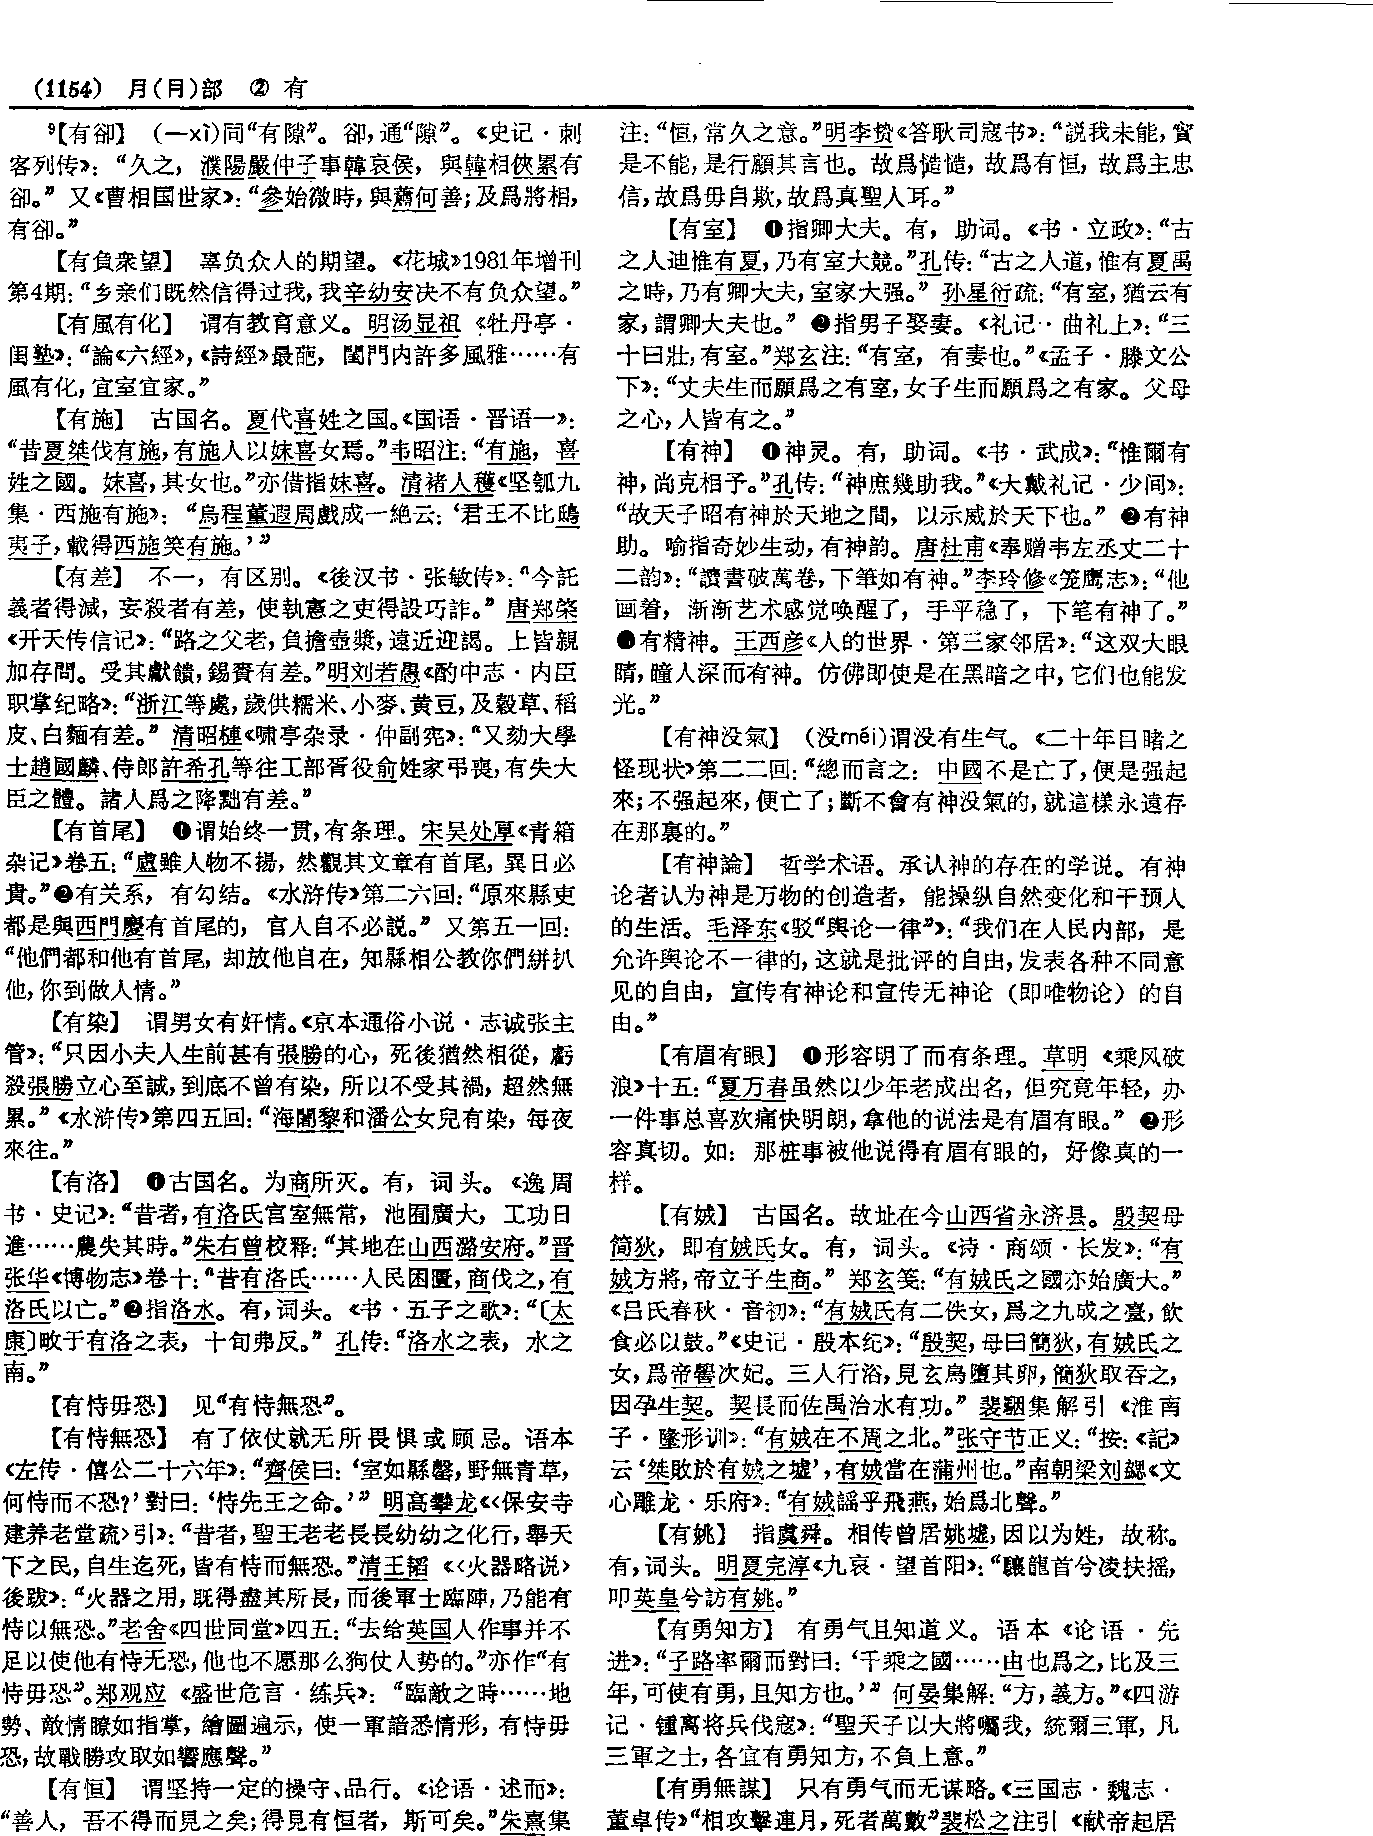 (1154) 月(月)部 ② 有
⁹【有卻】 (—xì)同“有隙”。卻,通“隙”。《史记·刺
客列传》：“久之，濮陽嚴仲子事韓哀侯，與韓相俠累有
卻。”又《曹相国世家》：“參始微時,與蕭何善;及爲將相,
有卻。”
【有負衆望】 辜负众人的期望。《花城》1981年增刊
第4期：“乡亲们既然信得过我,我辛幼安决不有负众望。”
【有風有化】 谓有教育意义。明汤显祖《牡丹亭·
闺塾》：“論《六經》,《詩經》最葩，閨門内許多風雅……有
風有化,宜室宜家。”
【有施】 古国名。夏代喜姓之国。《国语·晋语一》：
“昔夏桀伐有施,有施人以妹喜女焉。”韦昭注：“有施，喜
姓之國。妹喜,其女也。”亦借指妹喜。清褚人穫《坚瓠九
集·西施有施》：“烏程董遐周戲成一絶云：‘君王不比鴟
夷子,載得西施笑有施。’”
【有差】 不一，有区别。《後汉书·张敏传》：“今託
義者得減，妄殺者有差，使執憲之吏得設巧詐。”唐郑棨
《开天传信记》：“路之父老,負擔壺漿,遠近迎謁。上皆親
加存問。受其獻饋,錫賚有差。”明刘若愚《酌中志·内臣
职掌纪略》：“浙江等處,歲供糯米、小麥、黄豆,及穀草、稻
皮、白麵有差。”清昭槤《啸亭杂录·仲副宪》：“又劾大學
士趙國麟、侍郎許希孔等往工部胥役俞姓家弔喪,有失大
臣之體。諸人爲之降黜有差。”
【有首尾】 ❶谓始终一贯,有条理。宋吴处厚《青箱
杂记》卷五：“盧雖人物不揚，然觀其文章有首尾,異日必
貴。”❷有关系，有勾结。《水浒传》第二六回：“原來縣吏
都是與西門慶有首尾的，官人自不必説。”又第五一回：
“他們都和他有首尾，却放他自在，知縣相公教你們絣扒
他,你到做人情。”
【有染】 谓男女有奸情。《京本通俗小说·志诚张主
管》：“只因小夫人生前甚有張勝的心，死後猶然相從，虧
殺張勝立心至誠,到底不曾有染，所以不受其禍，超然無
累。”《水浒传》第四五回：“海闍黎和潘公女兒有染，每夜
來往。”
【有洛】 ❶古国名。为商所灭。有，词头。《逸周
书·史记》：“昔者,有洛氏宫室無常，池囿廣大，工功日
進……農失其時。”朱右曾校释：“其地在山西潞安府。”晋
张华《博物志》卷十：“昔有洛氏……人民困匱,商伐之,有
洛氏以亡。”❷指洛水。有,词头。《书·五子之歌》：“〔太
康〕畋于有洛之表，十旬弗反。”孔传：“洛水之表，水之
南。”
【有恃毋恐】 见“有恃無恐”。
【有恃無恐】 有了依仗就无所畏惧或顾忌。语本
《左传·僖公二十六年》：“齊侯曰：‘室如縣罄,野無青草,
何恃而不恐?’對曰：‘恃先王之命。’”明高攀龙《〈保安寺
建养老堂疏〉引》：“昔者,聖王老老長長幼幼之化行,舉天
下之民,自生迄死,皆有恃而無恐。”清王韬《〈火器略说〉
後跋》：“火器之用,既得盡其所長,而後軍士臨陣,乃能有
恃以無恐。”老舍《四世同堂》四五：“去给英国人作事并不
足以使他有恃无恐,他也不愿那么狗仗人势的。”亦作“有
恃毋恐”。郑观应《盛世危言·练兵》：“臨敵之時……地
勢、敵情瞭如指掌，繪圖遍示，使一軍諳悉情形，有恃毋
恐,故戰勝攻取如響應聲。”
【有恒】 谓坚持一定的操守、品行。《论语·述而》：
“善人，吾不得而見之矣;得見有恒者，斯可矣。”朱熹集
注：“恒,常久之意。”明李贽《答耿司寇书》：“説我未能,實
是不能,是行顧其言也。故爲慥慥，故爲有恒，故爲主忠
信,故爲毋自欺,故爲真聖人耳。”
【有室】 ❶指卿大夫。有，助词。《书·立政》：“古
之人迪惟有夏,乃有室大競。”孔传：“古之人道,惟有夏禹
之時,乃有卿大夫,室家大强。”孙星衍疏：“有室,猶云有
家,謂卿大夫也。”❷指男子娶妻。《礼记·曲礼上》：“三
十曰壯,有室。”郑玄注：“有室，有妻也。”《孟子·滕文公
下》：“丈夫生而願爲之有室,女子生而願爲之有家。父母
之心,人皆有之。”
【有神】 ❶神灵。有，助词。《书·武成》：“惟爾有
神,尚克相予。”孔传：“神庶幾助我。”《大戴礼记·少间》：
“故天子昭有神於天地之間，以示威於天下也。”❷有神
助。喻指奇妙生动,有神韵。唐杜甫《奉赠韦左丞丈二十
二韵》：“讀書破萬卷,下筆如有神。”李玲修《笼鹰志》：“他
画着，渐渐艺术感觉唤醒了，手平稳了，下笔有神了。”
●有精神。王西彦《人的世界·第三家邻居》：“这双大眼
睛,瞳人深而有神。仿佛即使是在黑暗之中,它们也能发
光。”
【有神没氣】 (没méi)谓没有生气。《二十年目睹之
怪现状》第二二回：“總而言之：中國不是亡了,便是强起
來;不强起來,便亡了;斷不會有神没氣的,就這樣永遠存
在那裏的。”
【有神論】 哲学术语。承认神的存在的学说。有神
论者认为神是万物的创造者，能操纵自然变化和干预人
的生活。毛泽东《驳“舆论一律”》：“我们在人民内部，是
允许舆论不一律的,这就是批评的自由,发表各种不同意
见的自由，宣传有神论和宣传无神论（即唯物论）的自
由。”
【有眉有眼】 ❶形容明了而有条理。草明《乘风破
浪》十五：“夏万春虽然以少年老成出名，但究竟年轻，办
一件事总喜欢痛快明朗,拿他的说法是有眉有眼。”❷形
容真切。如：那桩事被他说得有眉有眼的，好像真的一
样。
【有娀】 古国名。故址在今山西省永济县。殷契母
简狄，即有娀氏女。有，词头。《诗·商颂·长发》：“有
娀方將,帝立子生商。”郑玄笺：“有娀氏之國亦始廣大。”
《吕氏春秋·音初》：“有娀氏有二佚女,爲之九成之臺,飲
食必以鼓。”《史记·殷本纪》：“殷契,母曰簡狄,有娀氏之
女,爲帝嚳次妃。三人行浴,見玄鳥墮其卵,簡狄取吞之,
因孕生契。契長而佐禹治水有功。”裴駰集解引《淮南
子·墬形训》：“有娀在不周之北。”张守节正义：“按：《記》
云‘桀敗於有娀之墟’,有娀當在蒲州也。”南朝梁刘勰《文
心雕龙·乐府》：“有娀謡乎飛燕,始爲北聲。”
【有姚】 指虞舜。相传曾居姚墟,因以为姓，故称。
有,词头。明夏完淳《九哀·望首阳》：“驤龍首兮凌扶摇,
叩英皇兮訪有姚。”
【有勇知方】 有勇气且知道义。语本《论语·先
进》：“子路率爾而對曰：‘千乘之國……由也爲之,比及三
年,可使有勇,且知方也。’”何晏集解：“方,義方。”《四游
记·锺离将兵伐寇》：“聖天子以大將囑我，統爾三軍，凡
三軍之士,各宜有勇知方,不負上意。”
【有勇無謀】 只有勇气而无谋略。《三国志·魏志·
董卓传》“相攻擊連月,死者萬數”裴松之注引《献帝起居